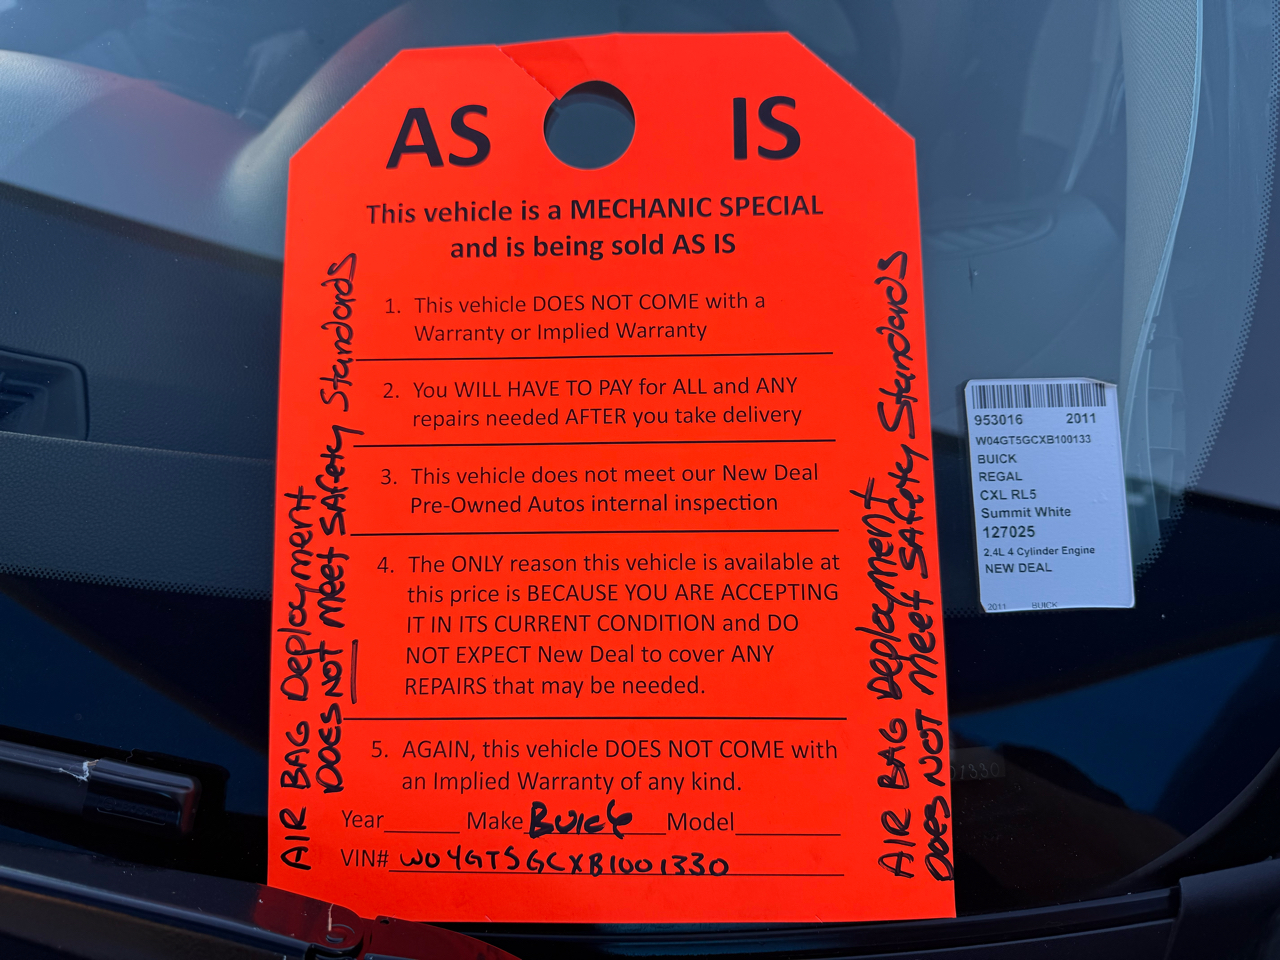 AS IS
This vehicle is a MECHANIC SPECIAL
and is being sold AS IS
1. This vehicle DOES NOT COME with a
Warranty or Implied Warranty
2. You WILL HAVE TO PAY for ALL and ANY
repairs needed AFTER you take delivery
3. This vehicle does not meet our New Deal
Pre-Owned Autos internal inspection
4. The ONLY reason this vehicle is available at
this price is BECAUSE YOU ARE ACCEPTING
IT IN ITS CURRENT CONDITION and DO
NOT EXPECT New Deal to cover ANY
REPAIRS that may be needed.
5. AGAIN, this vehicle DOES NOT COME with
an Implied Warranty of any kind.
Year Make Buick Model
VIN# W04GT5GCXB1001330
AIR BAG Deployment
DOES NOT Meet SAFety Standards
AIR BAG Deployment
DOES NOT Meet SAFety Standards
953016 2011
W04GT5GCXB100133
BUICK
REGAL
CXL RL5
Summit White
127025
2.4L 4 Cylinder Engine
NEW DEAL
2011 BUICK
01330